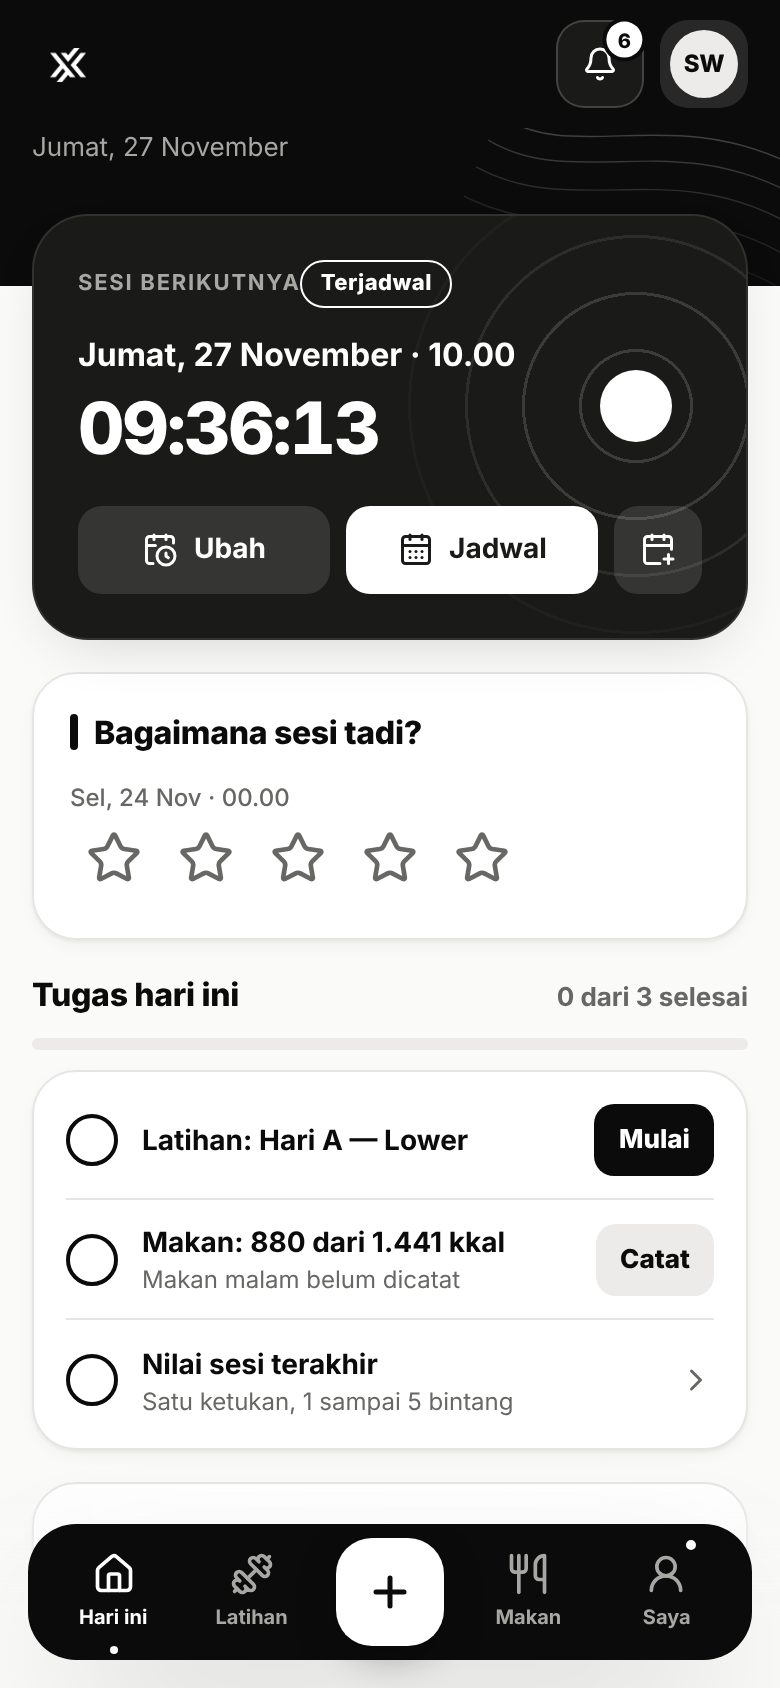 6
SW
Jumat, 27 November
SESI BERIKUTNYA
Terjadwal
Jumat, 27 November · 10.00
09:36:13
Ubah
Jadwal
Bagaimana sesi tadi?
Sel, 24 Nov · 00.00
Tugas hari ini
0 dari 3 selesai
Latihan: Hari A — Lower
Mulai
Makan: 880 dari 1.441 kkal
Makan malam belum dicatat
Catat
Nilai sesi terakhir
Satu ketukan, 1 sampai 5 bintang
Hari ini
Latihan
Makan
Saya